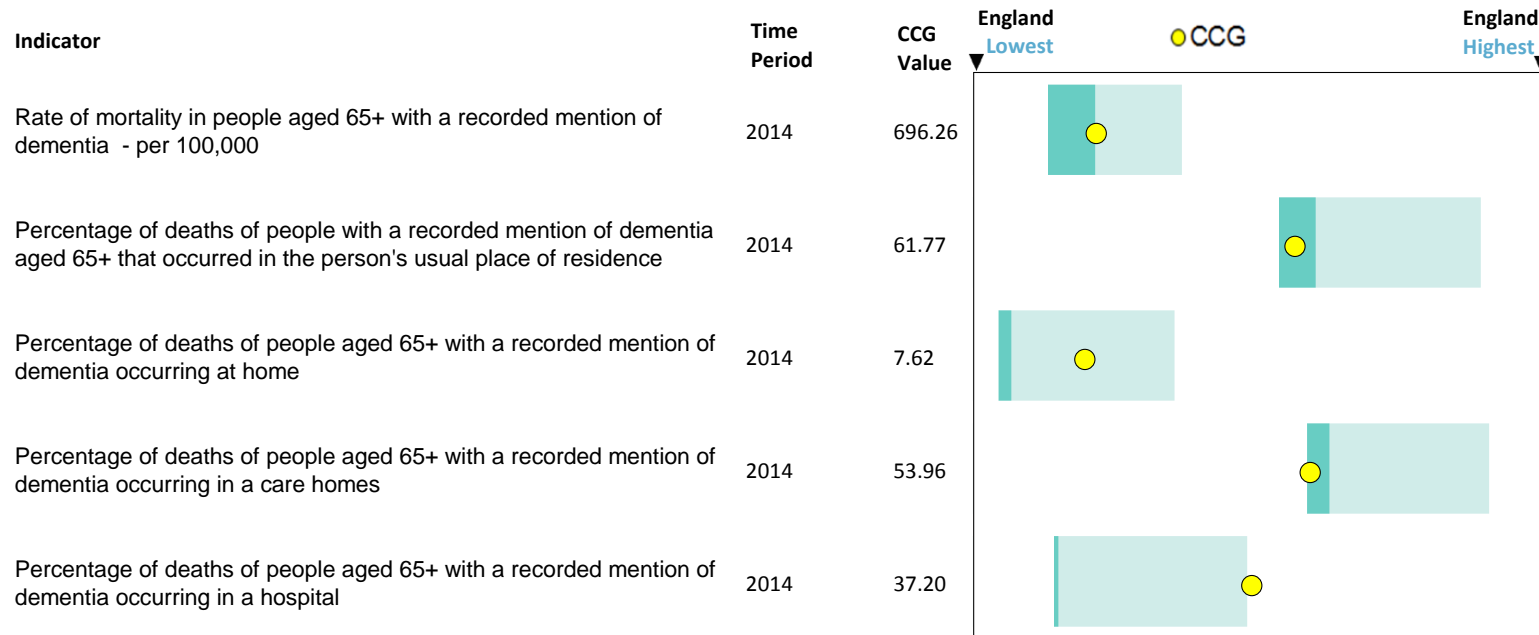 Indicator
Time
Period
CCG
Value
England
Lowest
CCG
England
Highest
Rate of mortality in people aged 65+ with a recorded mention of
dementia - per 100,000
2014
696.26
Percentage of deaths of people with a recorded mention of dementia
aged 65+ that occurred in the person's usual place of residence
2014
61.77
Percentage of deaths of people aged 65+ with a recorded mention of
dementia occurring at home
2014
7.62
Percentage of deaths of people aged 65+ with a recorded mention of
dementia occurring in a care homes
2014
53.96
Percentage of deaths of people aged 65+ with a recorded mention of
dementia occurring in a hospital
2014
37.20